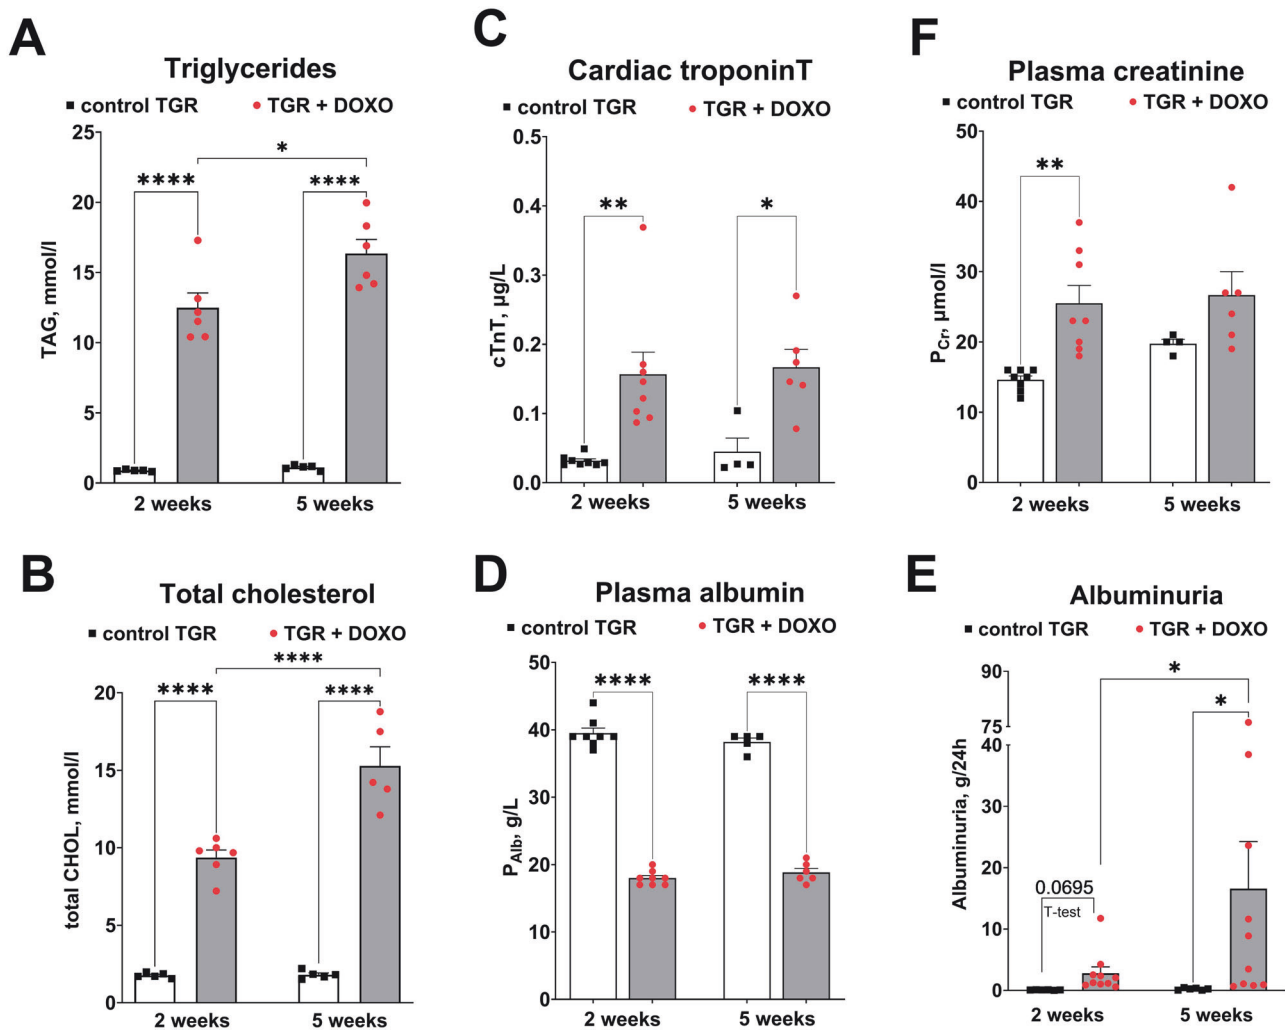 A
Triglycerides
control TGR
TGR + DOXO
TAG, mmol/l
25
20
15
10
5
0
*
****
****
2 weeks
5 weeks
C
Cardiac troponinT
control TGR
TGR + DOXO
cTnT, µg/L
0.5
0.4
0.3
0.2
0.1
0.0
**
*
2 weeks
5 weeks
F
Plasma creatinine
control TGR
TGR + DOXO
PCr, µmol/l
50
40
30
20
10
0
**
2 weeks
5 weeks
B
Total cholesterol
control TGR
TGR + DOXO
total CHOL, mmol/l
20
15
10
5
0
****
****
****
2 weeks
5 weeks
D
Plasma albumin
control TGR
TGR + DOXO
PAlb, g/L
50
40
30
20
10
0
****
****
2 weeks
5 weeks
E
Albuminuria
control TGR
TGR + DOXO
Albuminuria, g/24h
90
75
40
30
20
10
0
*
*
0.0695
T-test
2 weeks
5 weeks